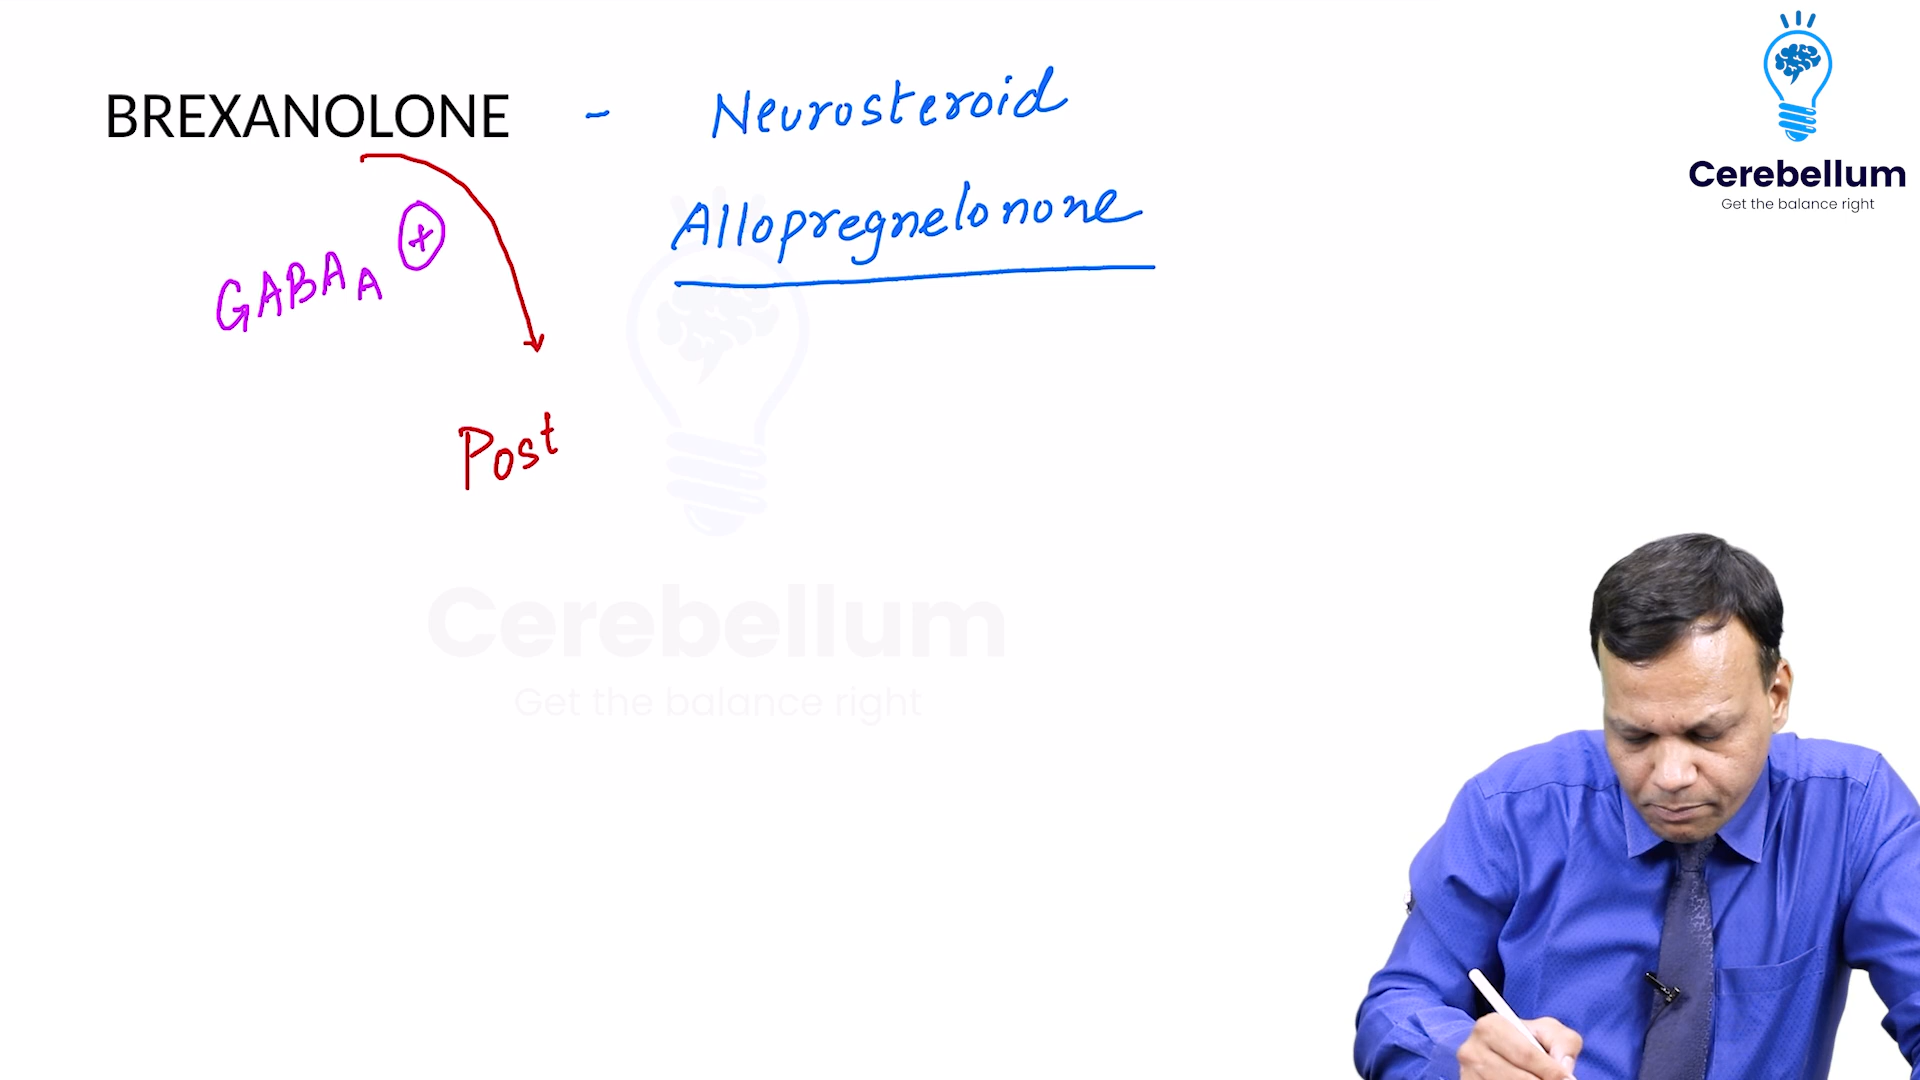 BREXANOLONE - Neurosteroid
Allopregnelonone
GABAA +
Post
Cerebellum
Get the balance right
Cerebellum
Get the balance right